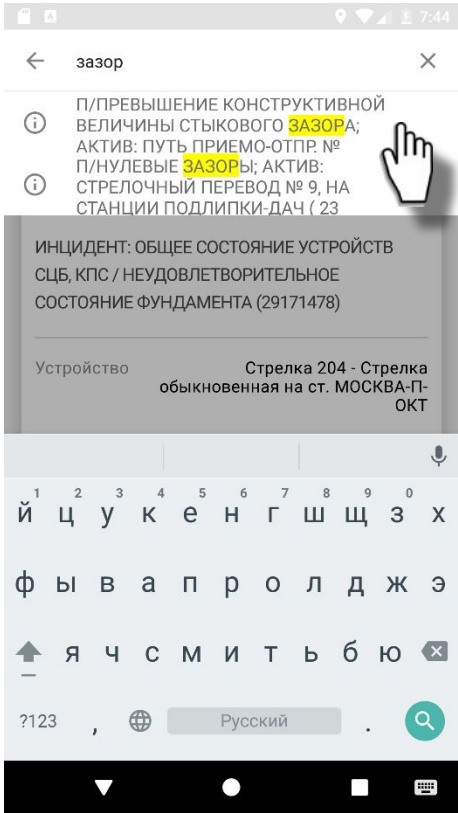 7:44
зазор
П/ПРЕВЫШЕНИЕ КОНСТРУКТИВНОЙ
ВЕЛИЧИНЫ СТЫКОВОГО ЗАЗОРА;
АКТИВ: ПУТЬ ПРИЕМО-ОТПР. №
П/НУЛЕВЫЕ ЗАЗОРЫ; АКТИВ:
СТРЕЛОЧНЫЙ ПЕРЕВОД № 9, НА
СТАНЦИИ ПОДЛИПКИ-ДАЧ ( 23
ИНЦИДЕНТ: ОБЩЕЕ СОСТОЯНИЕ УСТРОЙСТВ
СЦБ, КПС / НЕУДОВЛЕТВОРИТЕЛЬНОЕ
СОСТОЯНИЕ ФУНДАМЕНТА (29171478)
Устройство
Стрелка 204 - Стрелка
обыкновенная на ст. МОСКВА-П-
ОКТ
1 2 3 4 5 6 7 8 9 0
й ц у к е н г ш щ з х
ф ы в а п р о л д ж э
я ч с м и т ь б ю
?123 , Русский .